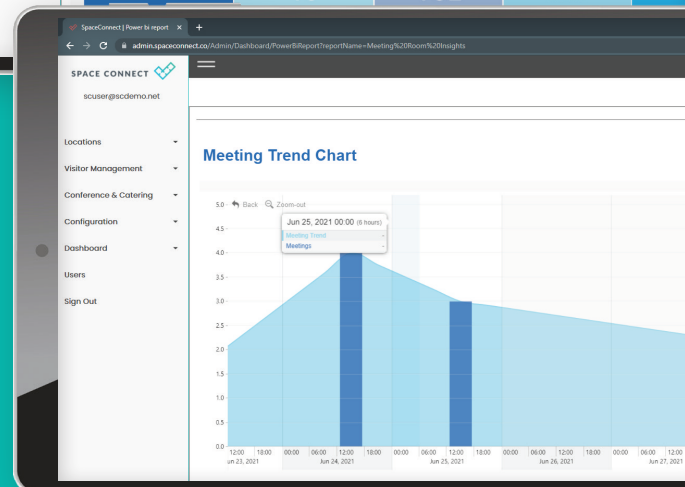 SpaceConnect | Power bi report × +
admin.spaceconnect.co/Admin/Dashboard/PowerBiReport?reportName=Meeting%20Room%20Insights
SPACE CONNECT
scuser@scdemo.net
Locations
Visitor Management
Conference & Catering
Configuration
Dashboard
Users
Sign Out
Meeting Trend Chart
Back Zoom-out
Jun 25, 2021 00:00 (6 hours)
Meeting Trend -
Meetings -
5.0
4.5
4.0
3.5
3.0
2.5
2.0
1.5
1.0
0.5
0.0
12:00 18:00 00:00 06:00 12:00 18:00 00:00 06:00 12:00 18:00 00:00 06:00 12:00 18:00 00:00 06:00 12:00
un 23, 2021 Jun 24, 2021 Jun 25, 2021 Jun 26, 2021 Jun 27, 2021